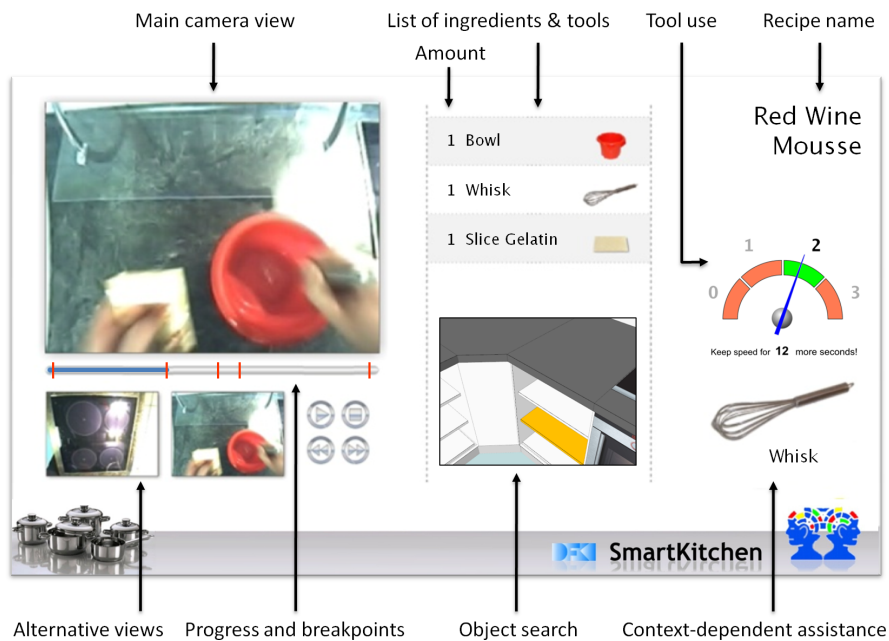 Main camera view
List of ingredients & tools
Tool use
Recipe name
Amount
Red Wine
Mousse
1 Bowl
1 Whisk
1 Slice Gelatin
0
1
2
3
Keep speed for 12 more seconds!
Whisk
DFKI SmartKitchen
Alternative views
Progress and breakpoints
Object search
Context-dependent assistance